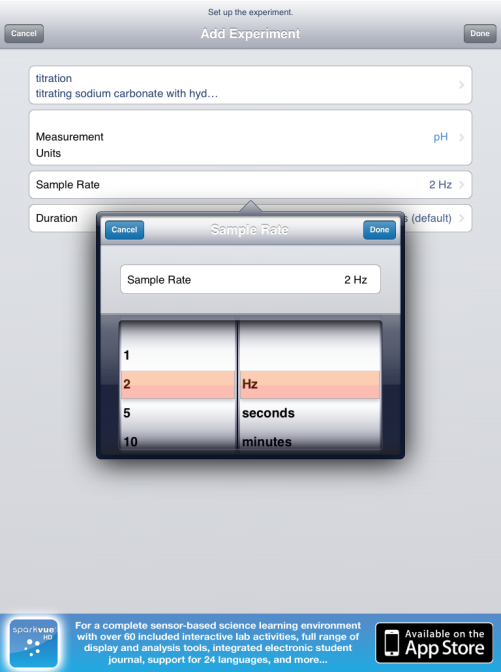 Set up the experiment.
Cancel
Add Experiment
Done
titration
titrating sodium carbonate with hyd…
Measurement
pH
Units
Sample Rate
2 Hz
Duration
(default)
Cancel
Sample Rate
Done
Sample Rate
2 Hz
1
2
Hz
5
seconds
10
minutes
sparkvue
HD
For a complete sensor-based science learning environment
with over 60 included interactive lab activities, full range of
display and analysis tools, integrated electronic student
journal, support for 24 languages, and more...
Available on the
App Store